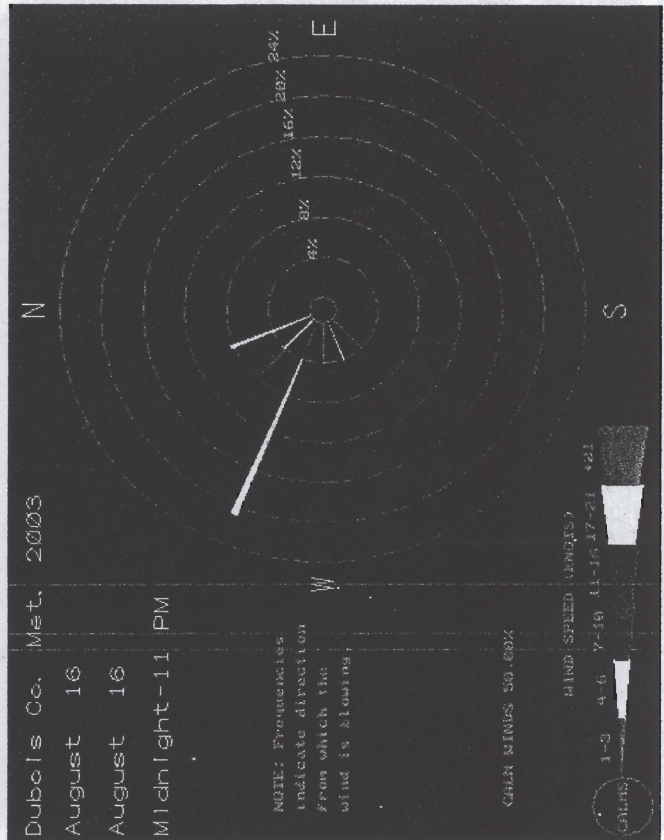 Dubois Co. Met. 2003
August 16
August 16
Midnight-11 PM
N
E
S
W
4%
8%
12%
16%
20%
24%
NOTE: Frequencies
indicate direction
from which the
wind is blowing.
CALM WINDS 50.00%
WIND SPEED (KNOTS)
CALMS
1-3 4-6 7-10 11-16 17-21 +21